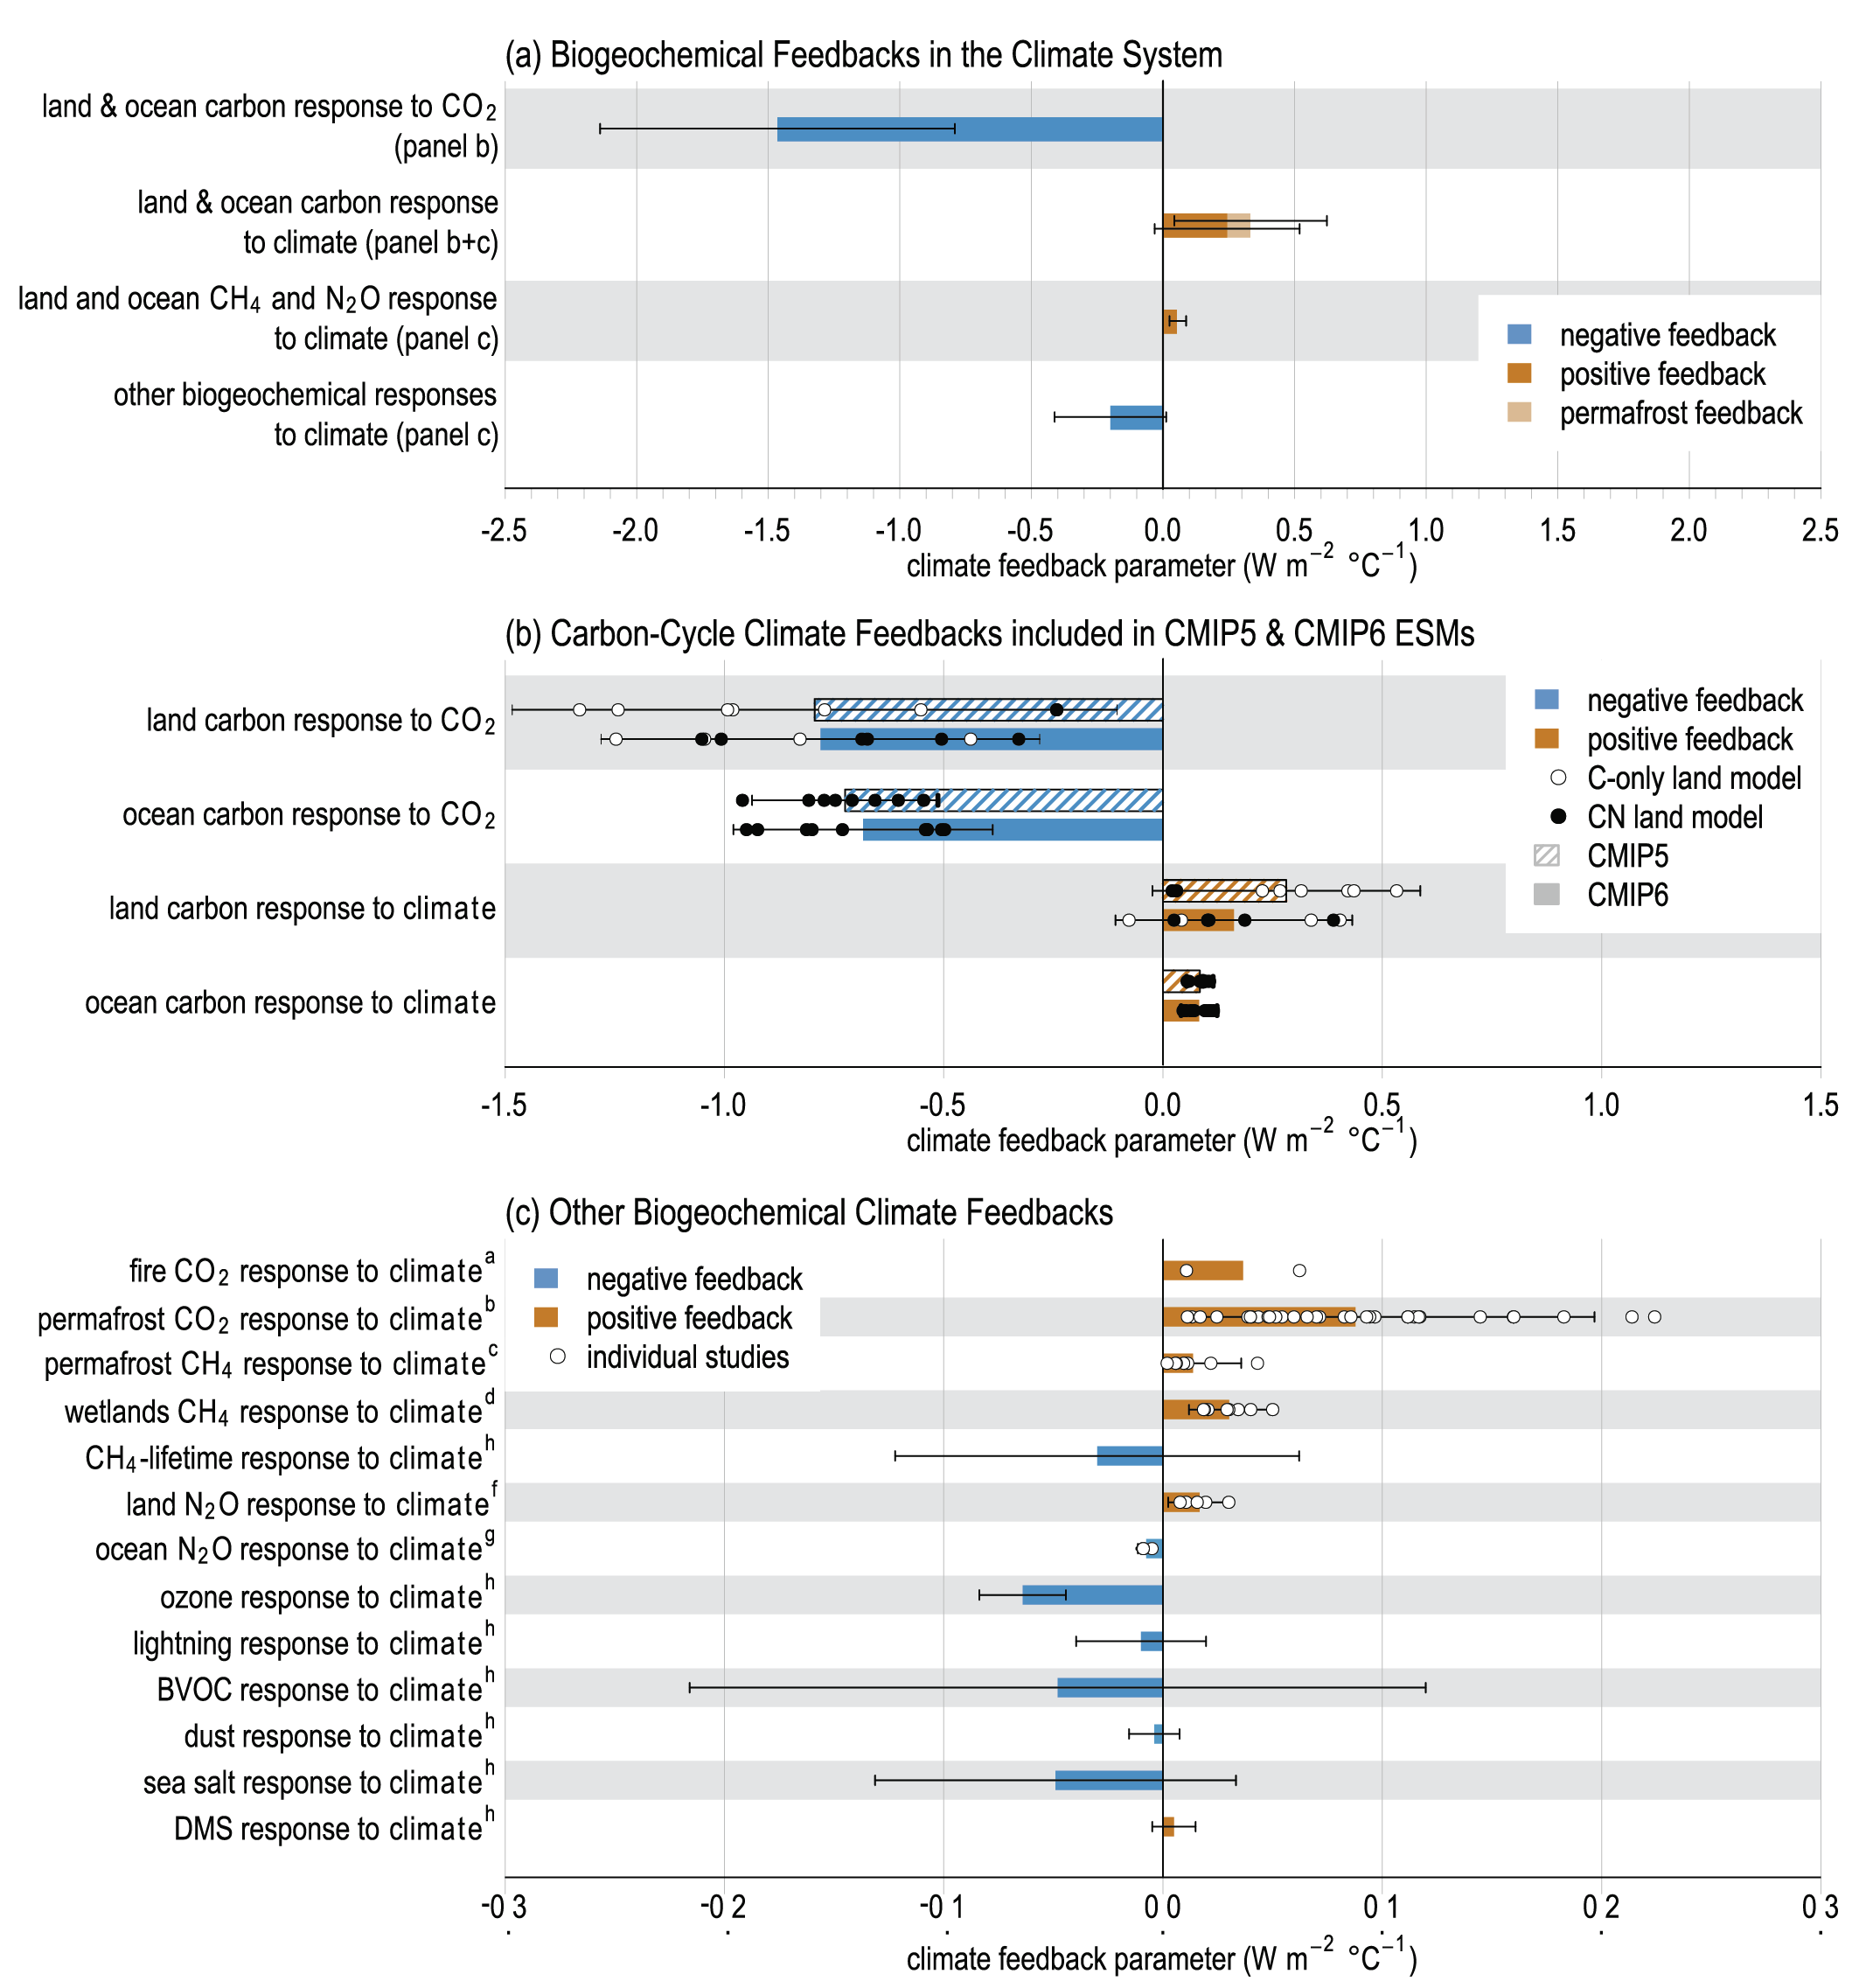 (a) Biogeochemical Feedbacks in the Climate System
land & ocean carbon response to CO₂
(panel b)
land & ocean carbon response
to climate (panel b+c)
land and ocean CH₄ and N₂O response
to climate (panel c)
other biogeochemical responses
to climate (panel c)
negative feedback
positive feedback
permafrost feedback
-2.5 -2.0 -1.5 -1.0 -0.5 0.0 0.5 1.0 1.5 2.0 2.5
climate feedback parameter (W m⁻² °C⁻¹)
(b) Carbon-Cycle Climate Feedbacks included in CMIP5 & CMIP6 ESMs
land carbon response to CO₂
ocean carbon response to CO₂
land carbon response to climate
ocean carbon response to climate
negative feedback
positive feedback
C-only land model
CN land model
CMIP5
CMIP6
-1.5 -1.0 -0.5 0.0 0.5 1.0 1.5
climate feedback parameter (W m⁻² °C⁻¹)
(c) Other Biogeochemical Climate Feedbacks
negative feedback
positive feedback
individual studies
fire CO₂ response to climateᵃ
permafrost CO₂ response to climateᵇ
permafrost CH₄ response to climateᶜ
wetlands CH₄ response to climateᵈ
CH₄-lifetime response to climateʰ
land N₂O response to climateᶠ
ocean N₂O response to climateᵍ
ozone response to climateʰ
lightning response to climateʰ
BVOC response to climateʰ
dust response to climateʰ
sea salt response to climateʰ
DMS response to climateʰ
-0.3 -0.2 -0.1 0.0 0.1 0.2 0.3
climate feedback parameter (W m⁻² °C⁻¹)